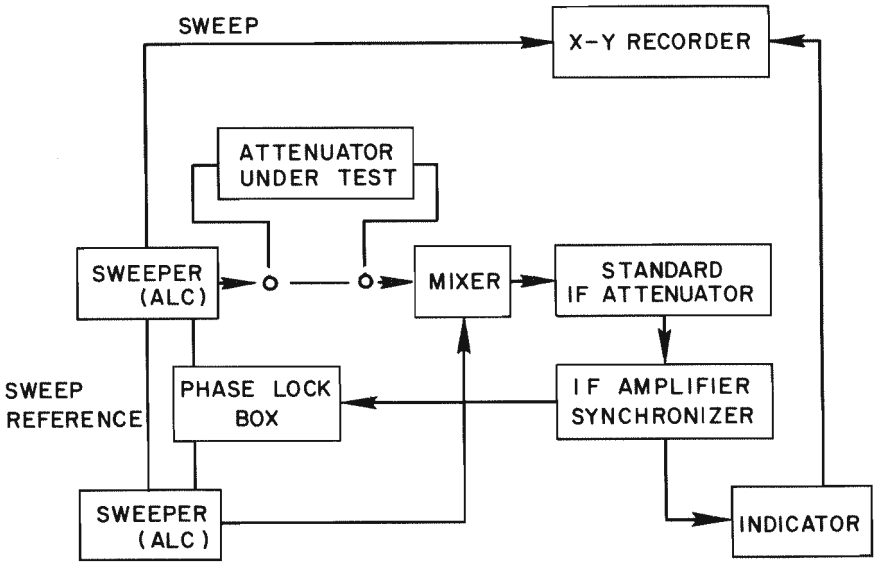 SWEEP
X-Y RECORDER
ATTENUATOR
UNDER TEST
SWEEPER
(ALC)
MIXER
STANDARD
IF ATTENUATOR
SWEEP
REFERENCE
PHASE LOCK
BOX
IF AMPLIFIER
SYNCHRONIZER
SWEEPER
(ALC)
INDICATOR